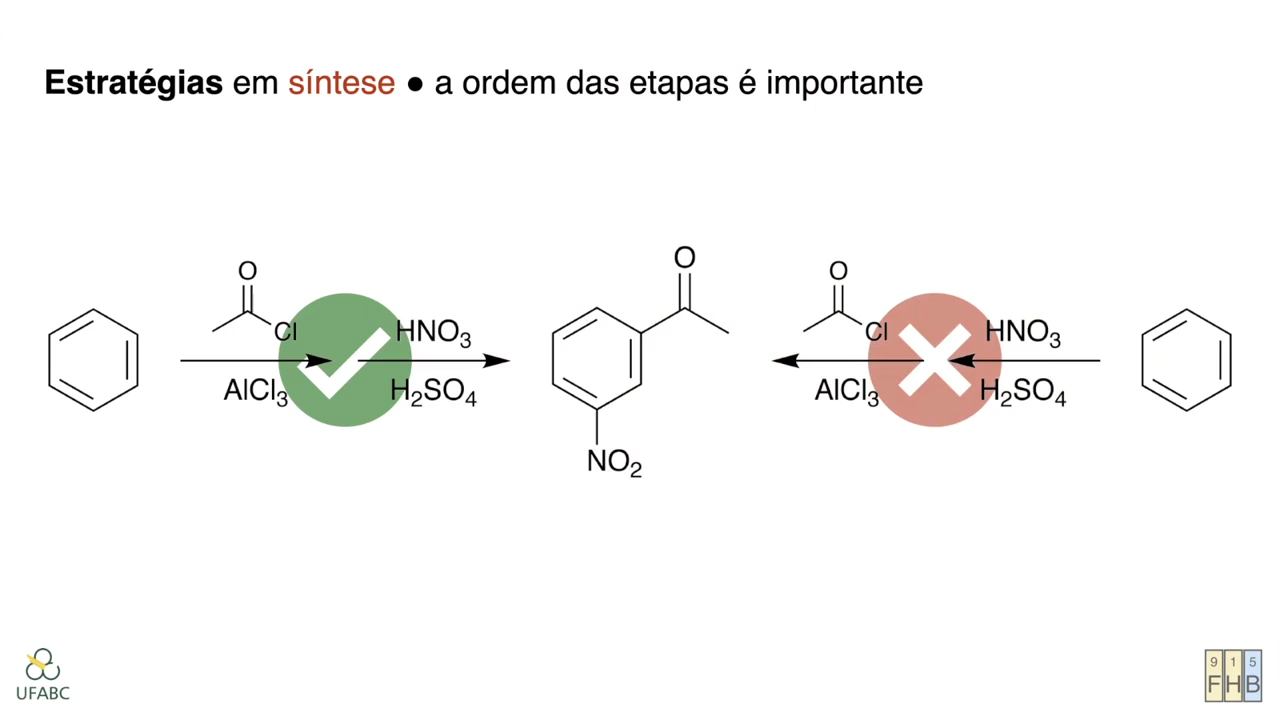 Estratégias em síntese ● a ordem das etapas é importante
O
Cl
AlCl₃
HNO₃
H₂SO₄
O
NO₂
O
Cl
AlCl₃
HNO₃
H₂SO₄
UFABC
9 1 5
F H B